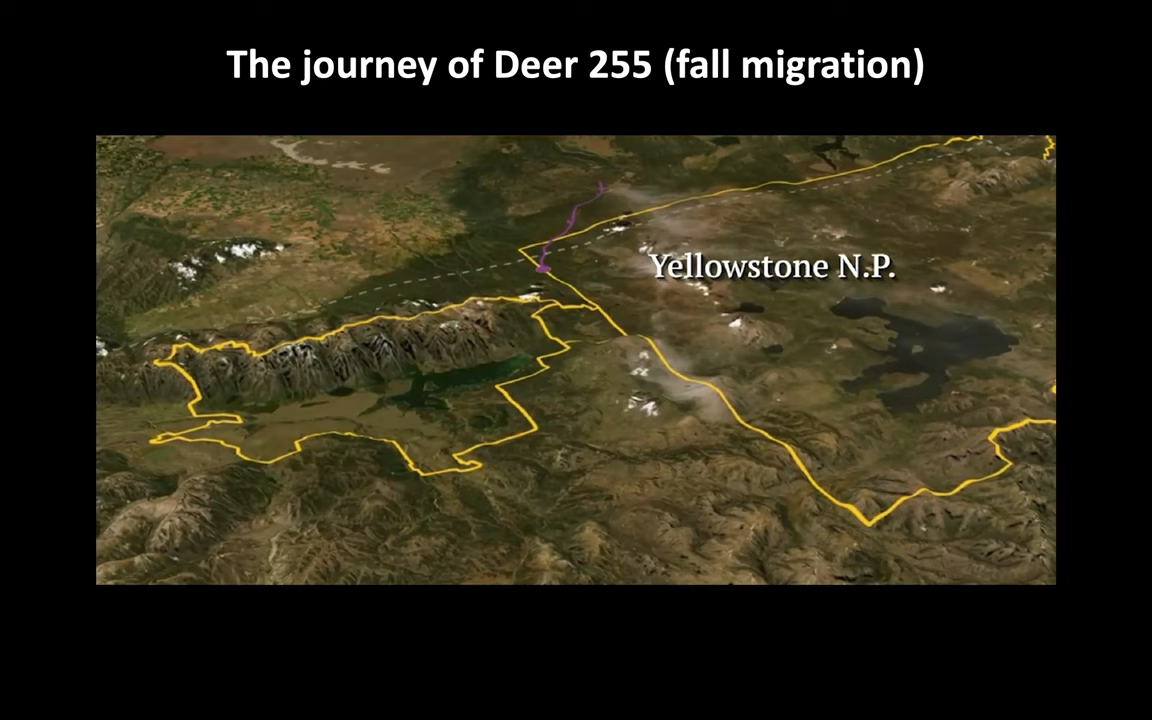 The journey of Deer 255 (fall migration)
Yellowstone N.P.